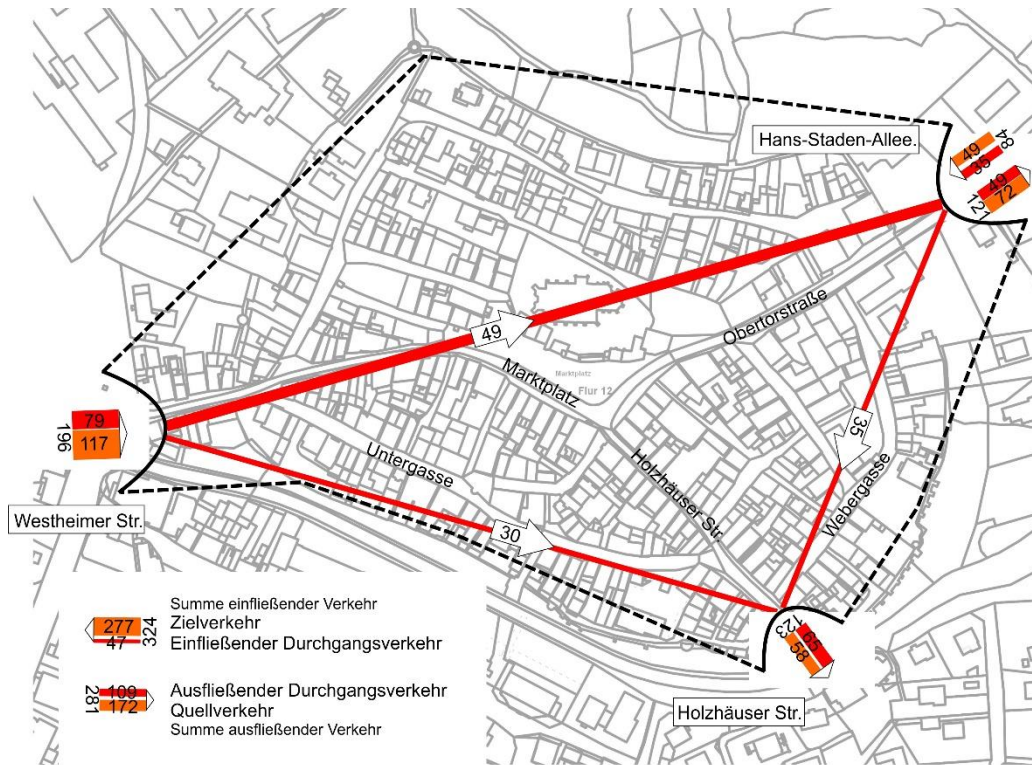 Hans-Staden-Allee.
49
35
84
49
72
121
49
Obertorstraße
Marktplatz
Flur 12
Marktplatz
35
79
117
196
Untergasse
Holzhäuser Str.
Webergasse
Westheimer Str.
30
65
58
123
Holzhäuser Str.
Summe einfließender Verkehr
277
Zielverkehr
324
47
Einfließender Durchgangsverkehr
109
Ausfließender Durchgangsverkehr
281
172
Quellverkehr
Summe ausfließender Verkehr